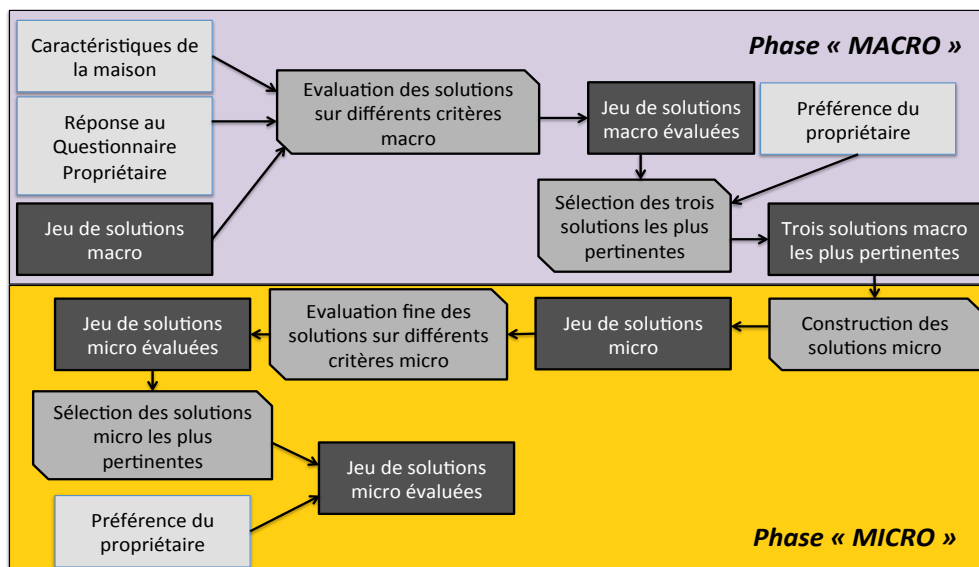 Phase « MACRO »
Caractéristiques de
la maison
Réponse au
Questionnaire
Propriétaire
Jeu de solutions
macro
Evaluation des solutions
sur différents critères
macro
Jeu de solutions
macro évaluées
Préférence du
propriétaire
Sélection des trois
solutions les plus
pertinentes
Trois solutions macro
les plus pertinentes
Construction des
solutions micro
Jeu de solutions
micro
Evaluation fine des
solutions sur différents
critères micro
Jeu de solutions
micro évaluées
Sélection des solutions
micro les plus
pertinentes
Préférence du
propriétaire
Jeu de solutions
micro évaluées
Phase « MICRO »